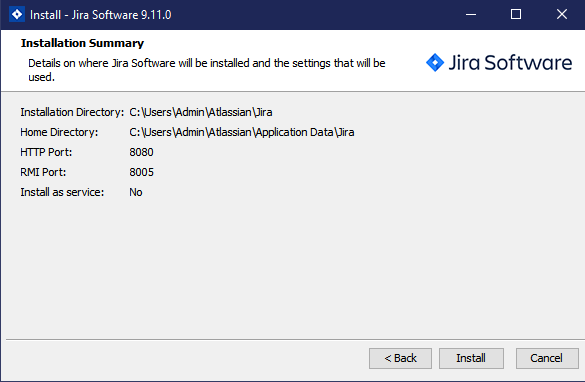 Install - Jira Software 9.11.0
Installation Summary
Details on where Jira Software will be installed and the settings that will be
used.
Jira Software
Installation Directory: C:\Users\Admin\Atlassian\Jira
Home Directory: C:\Users\Admin\Atlassian\Application Data\Jira
HTTP Port: 8080
RMI Port: 8005
Install as service: No
< Back Install Cancel